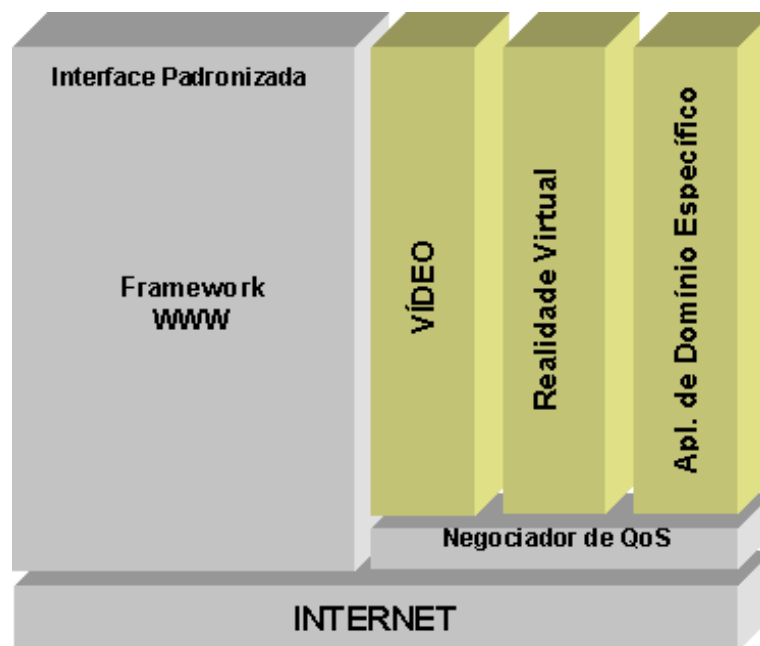 Interface Padronizada
Framework
WWW
VÍDEO
Realidade Virtual
Apl. de Domínio Específico
Negociador de QoS
INTERNET